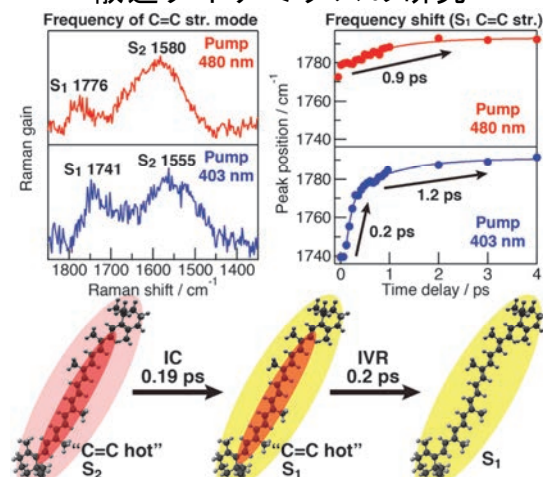 Frequency of C=C str. mode
S2 1580
S1 1776
Pump
480 nm
Raman gain
S1 1741
S2 1555
Pump
403 nm
1800 1700 1600 1500 1400
Raman shift / cm-1
Frequency shift (S1 C=C str.)
1780
1760
0.9 ps
Pump
480 nm
1740
Peak position / cm-1
1780
1.2 ps
1760
0.2 ps
Pump
403 nm
1740
0 1 2 3 4
Time delay / ps
IC
0.19 ps
IVR
0.2 ps
"C=C hot"
S2
"C=C hot"
S1
S1